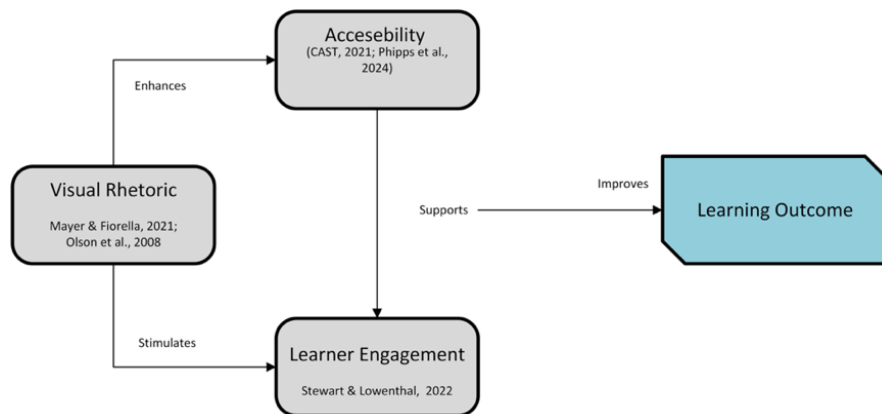 Accesebility
(CAST, 2021; Phipps et al.,
2024)
Enhances
Visual Rhetoric
Mayer & Fiorella, 2021;
Olson et al., 2008
Improves
Supports
Learning Outcome
Stimulates
Learner Engagement
Stewart & Lowenthal, 2022